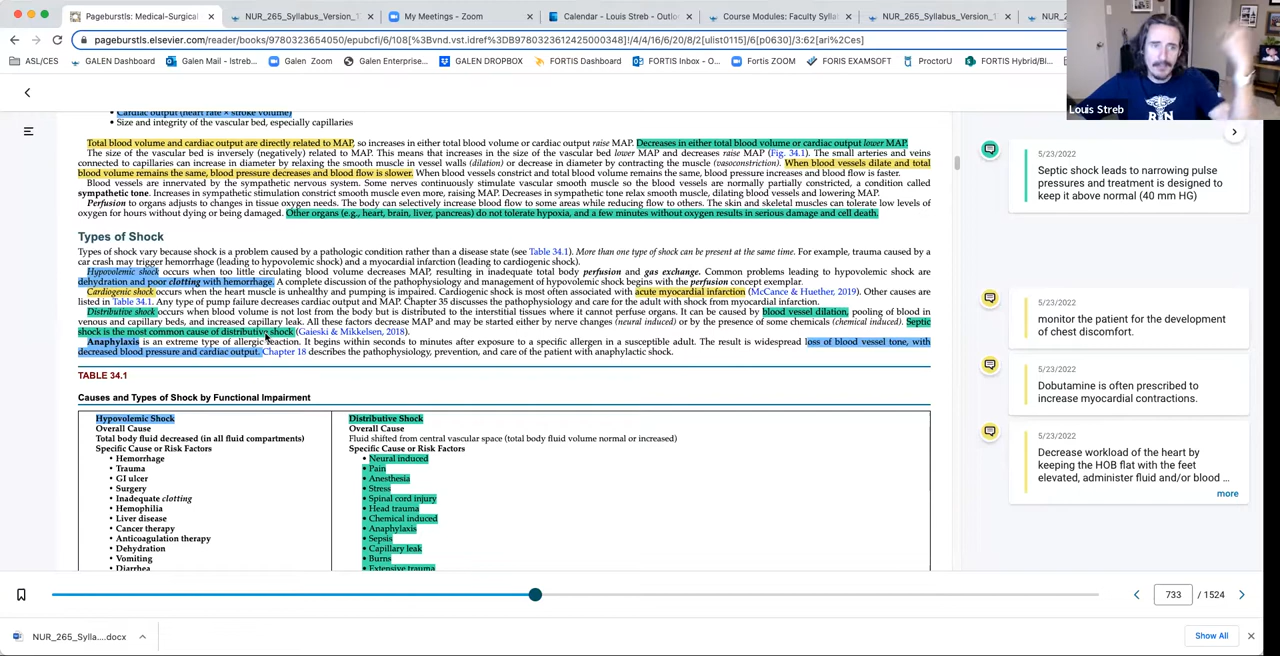 Pageburstls: Medical-Surgical
NUR_265_Syllabus_Version_1
My Meetings - Zoom
Calendar - Louis Streb - Outlo
Course Modules: Faculty Sylla
NUR_265_Syllabus_Version_1
NUR_2
pageburstls.elsevier.com/reader/books/9780323654050/epubcfi/6/108[%3Bvnd.vst.idref%3DB9780323612425000348]!/4/4/16/6/20/8/2[ulist0115]/6[p0630]/3:62[ari%2Ces]
ASL/CES
GALEN Dashboard
Galen Mail - lstreb...
Galen Zoom
Galen Enterprise...
GALEN DROPBOX
FORTIS Dashboard
FORTIS Inbox - O...
Fortis ZOOM
FORIS EXAMSOFT
ProctorU
FORTIS Hybrid/Bl...
Louis Streb
RN
• Cardiac output (heart rate × stroke volume)
• Size and integrity of the vascular bed, especially capillaries
Total blood volume and cardiac output are directly related to MAP, so increases in either total blood volume or cardiac output raise MAP. Decreases in either total blood volume or cardiac output lower MAP.
The size of the vascular bed is inversely (negatively) related to MAP. This means that increases in the size of the vascular bed lower MAP and decreases raise MAP (Fig. 34.1). The small arteries and veins
connected to capillaries can increase in diameter by relaxing the smooth muscle in vessel walls (dilation) or decrease in diameter by contracting the muscle (vasoconstriction). When blood vessels dilate and total
blood volume remains the same, blood pressure decreases and blood flow is slower. When blood vessels constrict and total blood volume remains the same, blood pressure increases and blood flow is faster.
Blood vessels are innervated by the sympathetic nervous system. Some nerves continually stimulate vascular smooth muscle so the blood vessels are normally partially constricted, a condition called
sympathetic tone. Increases in sympathetic stimulation constrict smooth muscle even more, raising MAP. Decreases in sympathetic tone relax smooth muscle, dilating blood vessels and lowering MAP.
Perfusion to organs adjusts to changes in tissue oxygen needs. The body can selectively increase blood flow to some areas while reducing flow to others. The skin and skeletal muscles can tolerate low levels of
oxygen for hours without dying or being damaged. Other organs (e.g., heart, brain, liver, pancreas) do not tolerate hypoxia, and a few minutes without oxygen results in serious damage and cell death.
Types of Shock
Types of shock vary because shock is a problem caused by a pathologic condition rather than a disease state (see Table 34.1). More than one type of shock can be present at the same time. For example, trauma caused by a
car crash may trigger hemorrhage (leading to hypovolemic shock) and a myocardial infarction (leading to cardiogenic shock).
Hypovolemic shock occurs when too little circulating blood volume decreases MAP, resulting in inadequate total body perfusion and gas exchange. Common problems leading to hypovolemic shock are
dehydration and poor clotting with hemorrhage. A complete discussion of the pathophysiology and management of hypovolemic shock begins with the perfusion concept exemplar.
Cardiogenic shock occurs when the heart muscle is unhealthy and pumping is impaired. Cardiogenic shock is most often associated with acute myocardial infarction (McCance & Huether, 2019). Other causes are
listed in Table 34.1. Any type of pump failure decreases cardiac output and MAP. Chapter 35 discusses the pathophysiology and care for the adult with shock from myocardial infarction.
Distributive shock occurs when blood volume is not lost from the body but is distributed to the interstitial tissues where it cannot perfuse organs. It can be caused by blood vessel dilation, pooling of blood in
venous and capillary beds, and increased capillary leak. All these factors decrease MAP and may be started either by nerve changes (neural induced) or by the presence of some chemicals (chemical induced). Septic
shock is the most common cause of distributive shock (Gaieski & Mikkelsen, 2018).
Anaphylaxis is an extreme type of allergic reaction. It begins within seconds to minutes after exposure to a specific allergen in a susceptible adult. The result is widespread loss of blood vessel tone, with
decreased blood pressure and cardiac output. Chapter 18 describes the pathophysiology, prevention, and care of the patient with anaphylactic shock.
TABLE 34.1
Causes and Types of Shock by Functional Impairment
Hypovolemic Shock
Overall Cause
Total body fluid decreased (in all fluid compartments)
Specific Cause or Risk Factors
• Hemorrhage
• Trauma
• GI ulcer
• Surgery
• Inadequate clotting
• Hemophilia
• Liver disease
• Cancer therapy
• Anticoagulation therapy
• Dehydration
• Vomiting
• Diarrhea
Distributive Shock
Overall Cause
Fluid shifted from central vascular space (total body fluid volume normal or increased)
Specific Cause or Risk Factors
• Neural induced
• Pain
• Anesthesia
• Stress
• Spinal cord injury
• Head trauma
• Chemical induced
• Anaphylaxis
• Sepsis
• Capillary leak
• Burns
• Extensive trauma
5/23/2022
Septic shock leads to narrowing pulse
pressures and treatment is designed to
keep it above normal (40 mm HG)
5/23/2022
monitor the patient for the development
of chest discomfort.
5/23/2022
Dobutamine is often prescribed to
increase myocardial contractions.
5/23/2022
Decrease workload of the heart by
keeping the HOB flat with the feet
elevated, administer fluid and/or blood ...
more
733 / 1524
NUR_265_Sylla....docx
Show All